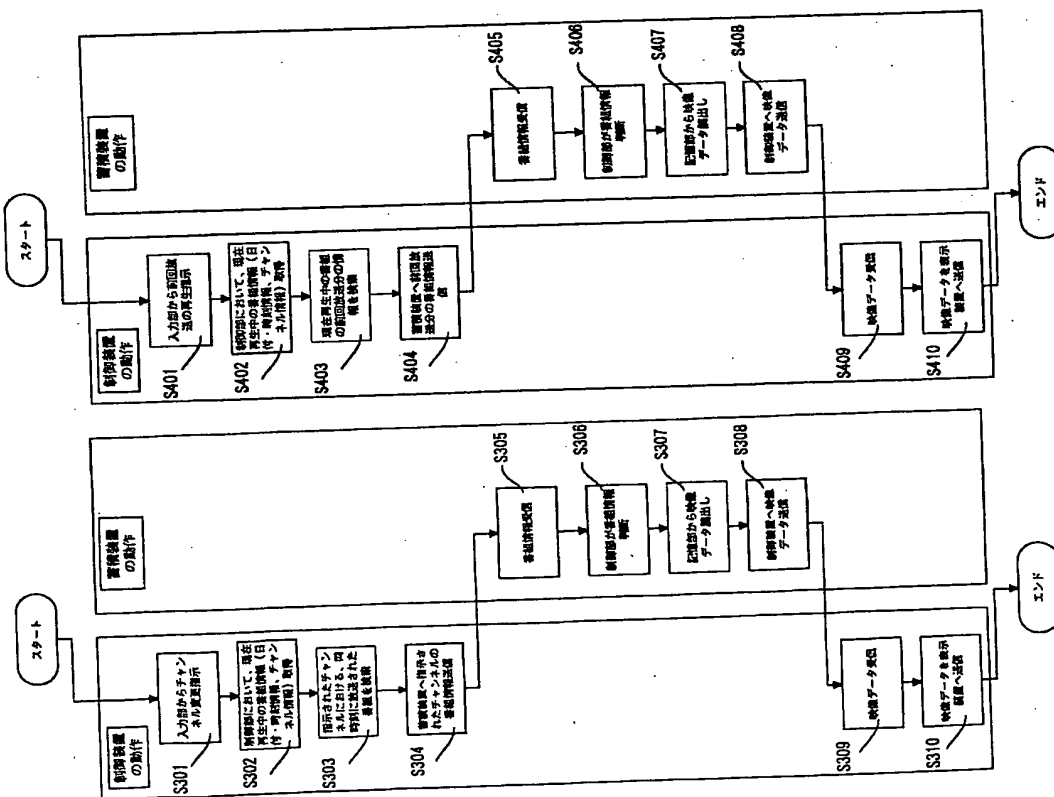 スタート
制御装置
の動作
蓄積装置
の動作
入力部からチャン
ネル変更指示
S301
制御部において、現在
再生中の番組情報(日
付・時刻情報、チャン
ネル情報)取得
S302
指示されたチャン
ネルにおける、同
時刻に放送された
番組を検索
S303
蓄積装置へ指示さ
れたチャンネルの
番組情報送信
S304
番組情報受信
S305
制御部が番組情報
判断
S306
記憶部から映像
データ読出し
S307
制御装置へ映像
データ送信
S308
映像データ受信
S309
映像データを表示
装置へ送信
S310
エンド
スタート
制御装置
の動作
蓄積装置
の動作
入力部から前回放
送の再生指示
S401
制御部において、現在
再生中の番組情報(日
付・時刻情報、チャン
ネル情報)取得
S402
現在再生中の番組
の前回放送分の情
報を検索
S403
蓄積装置へ前回放
送分の番組情報送
信
S404
番組情報受信
S405
制御部が番組情報
判断
S406
記憶部から映像
データ読出し
S407
制御装置へ映像
データ送信
S408
映像データ受信
S409
映像データを表示
装置へ送信
S410
エンド